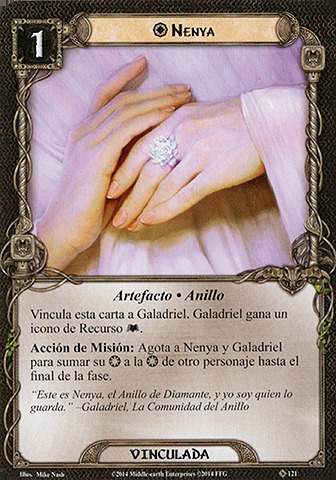 1
Nenya
Artefacto • Anillo
Vincula esta carta a Galadriel. Galadriel gana un
icono de Recurso.
Acción de Misión: Agota a Nenya y Galadriel
para sumar su a la de otro personaje hasta el
final de la fase.
“Este es Nenya, el Anillo de Diamante, y yo soy quien lo
guarda.” –Galadriel, La Comunidad del Anillo
VINCULADA
Illus. Mike Nash ©2014 Middle-earth Enterprises ©2014 FFG 121